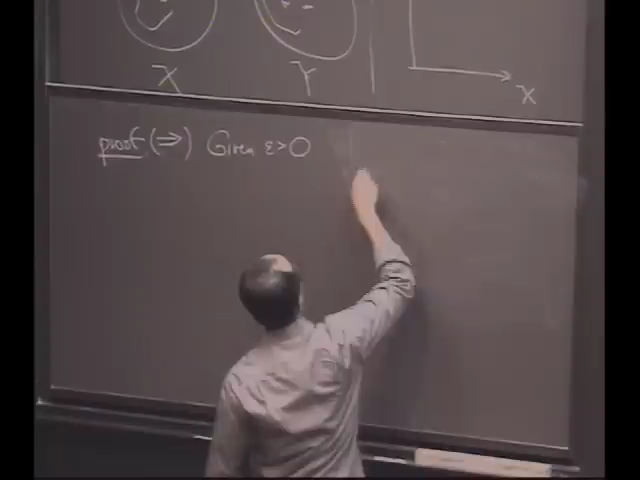 X Y
X
proof (⇒) Given ε>0